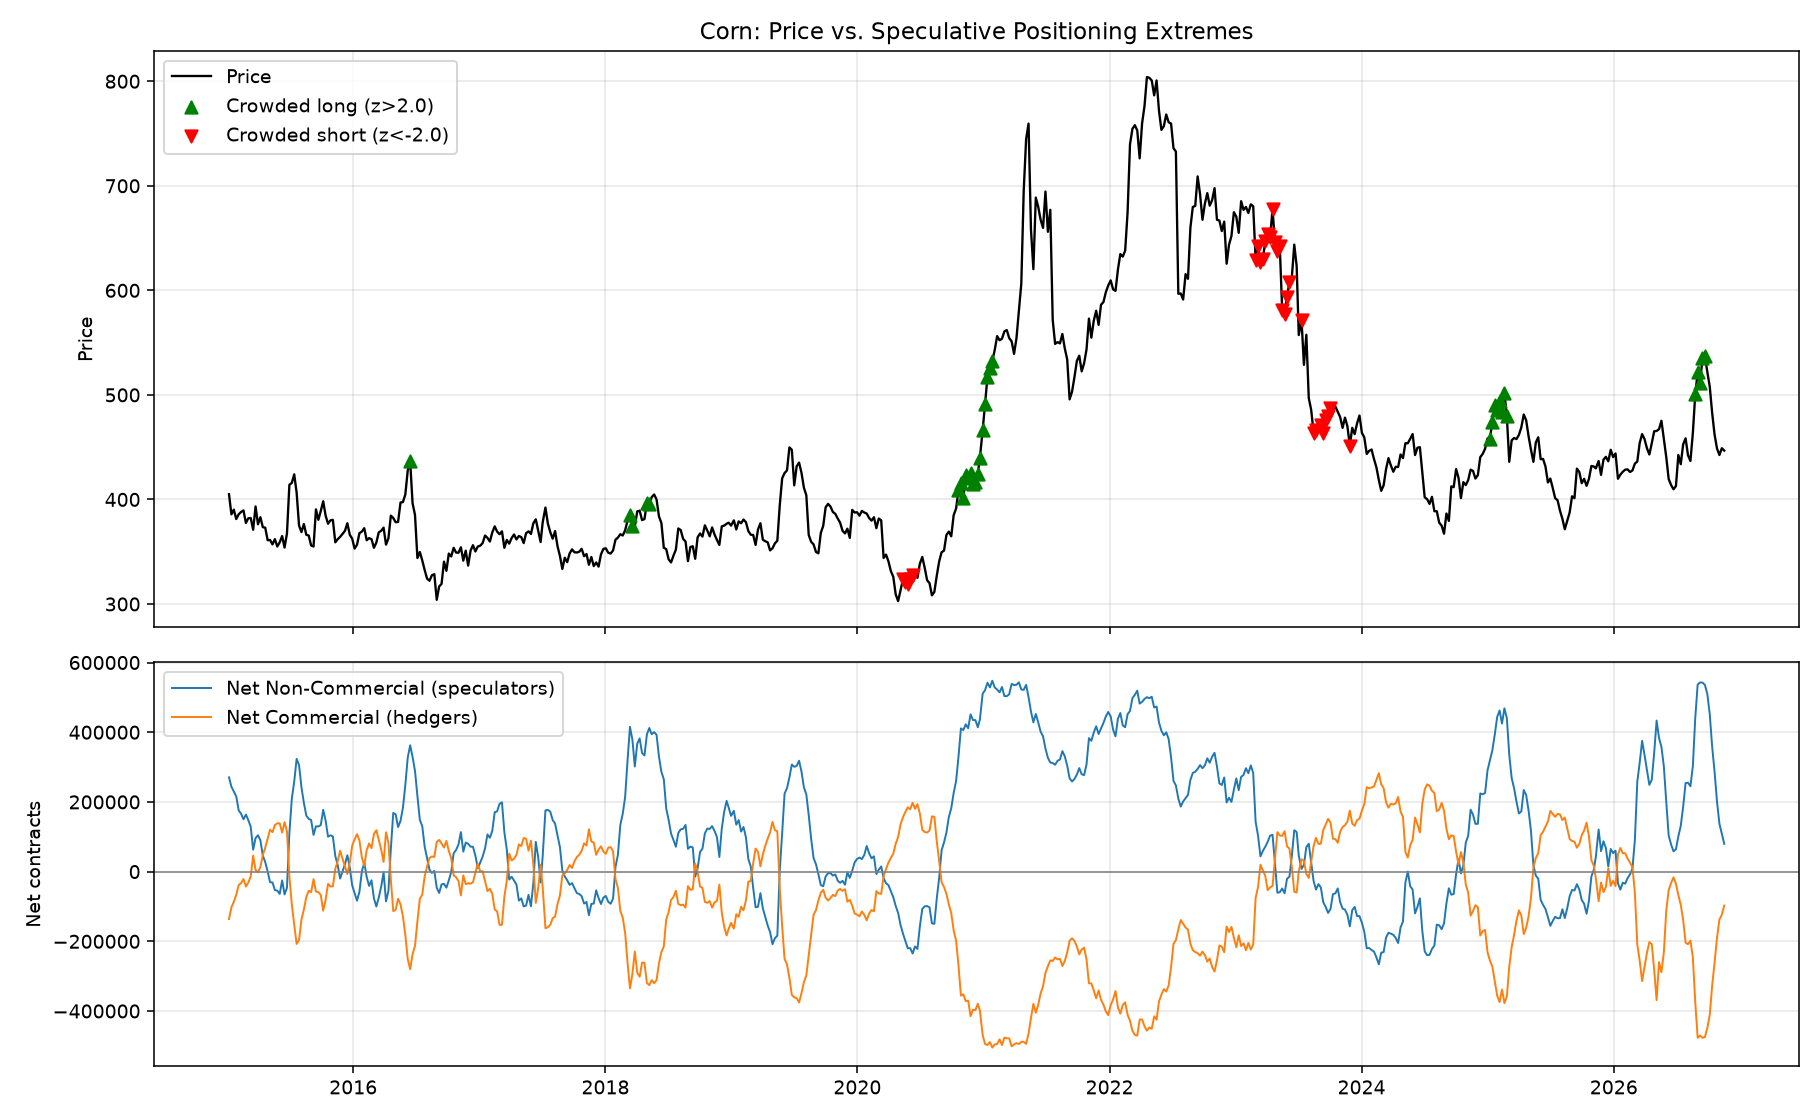 Corn: Price vs. Speculative Positioning Extremes
Price
Crowded long (z>2.0)
Crowded short (z<-2.0)
800
700
600
500
400
300
Price
Net Non-Commercial (speculators)
Net Commercial (hedgers)
600000
400000
200000
0
−200000
−400000
Net contracts
2016
2018
2020
2022
2024
2026